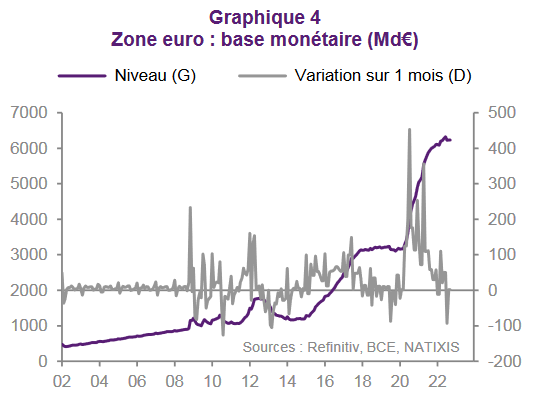 Graphique 4
Zone euro : base monétaire (Md€)
Niveau (G) Variation sur 1 mois (D)
7000 500
6000 400
5000 300
4000 200
3000 100
2000 0
1000 -100
0 -200
Sources : Refinitiv, BCE, NATIXIS
02 04 06 08 10 12 14 16 18 20 22